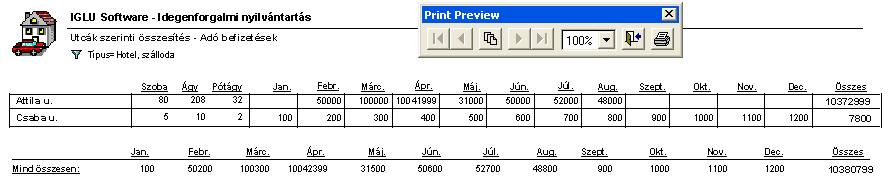 IGLU Software - Idegenforgalmi nyilvántartás
Utcák szerinti összesítés - Adó befizetések
Típus= Hotel, szálloda
Print Preview
100%
Szoba Ágy Pótágy Jan. Febr. Márc. Ápr. Máj. Jún. Júl. Aug. Szept. Okt. Nov. Dec. Összes
Attila u. 80 208 32 50000 100000 10041999 31000 50000 52000 48000 10372999
Csaba u. 5 10 2 100 200 300 400 500 600 700 800 900 1000 1100 1200 7800
Jan. Febr. Márc. Ápr. Máj. Jún. Júl. Aug. Szept. Okt. Nov. Dec. Összes
Mind összesen: 100 50200 100300 10042399 31500 50600 52700 48800 900 1000 1100 1200 10380799